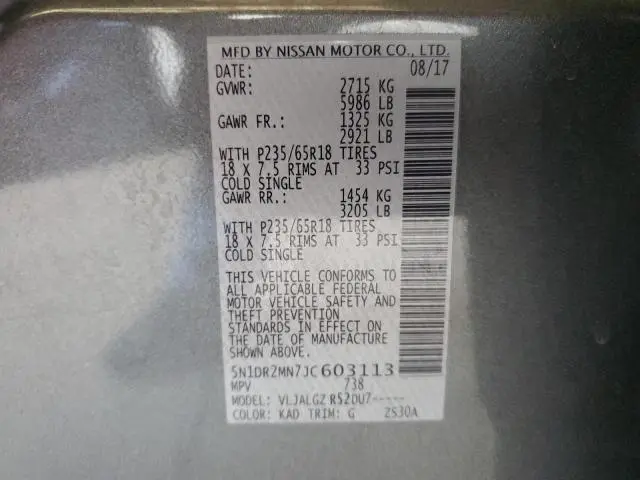 MFD BY NISSAN MOTOR CO., LTD.
DATE: 08/17
GVWR: 2715 KG
5986 LB
GAWR FR.: 1325 KG
2921 LB
WITH P235/65R18 TIRES
18 X 7.5 RIMS AT 33 PSI
COLD SINGLE
GAWR RR.: 1454 KG
3205 LB
WITH P235/65R18 TIRES
18 X 7.5 RIMS AT 33 PSI
COLD SINGLE
THIS VEHICLE CONFORMS TO
ALL APPLICABLE FEDERAL
MOTOR VEHICLE SAFETY AND
THEFT PREVENTION
STANDARDS IN EFFECT ON
THE DATE OF MANUFACTURE
SHOWN ABOVE.
5N1DR2MN7JC603113
MPV 738
MODEL: VLJALGZ R52DU7-----
COLOR: KAD TRIM: G ZS30A